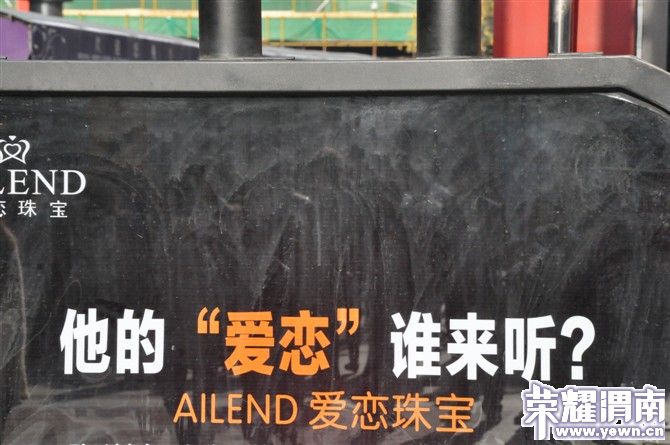 LEND
恋珠宝
他的“爱恋”谁来听?
AILEND 爱恋珠宝
荣耀渭南
www.yewn.cn